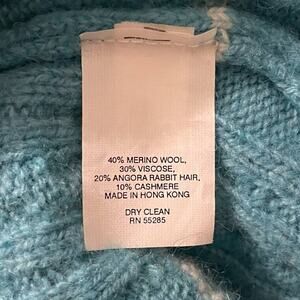 40% MERINO WOOL,
30% VISCOSE,
20% ANGORA RABBIT HAIR,
10% CASHMERE
MADE IN HONG KONG
DRY CLEAN
RN 55285